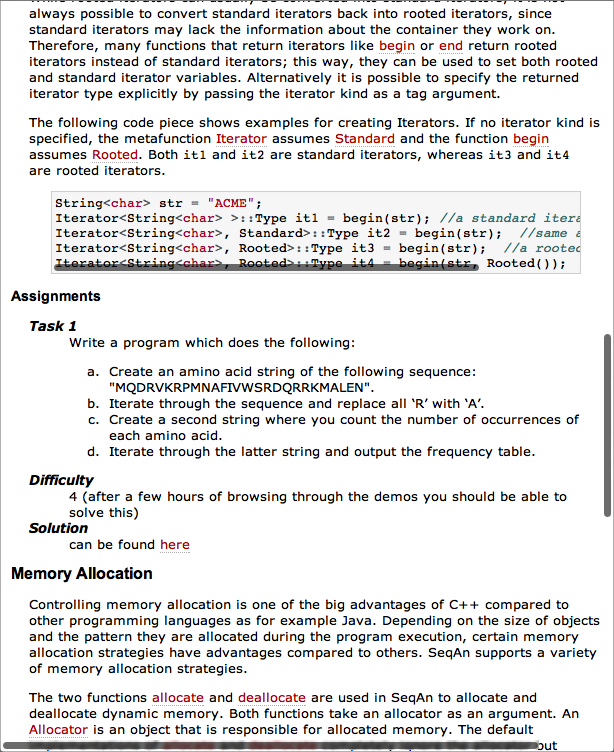 always possible to convert standard iterators back into rooted iterators, since
standard iterators may lack the information about the container they work on.
Therefore, many functions that return iterators like begin or end return rooted
iterators instead of standard iterators; this way, they can be used to set both rooted
and standard iterator variables. Alternatively it is possible to specify the returned
iterator type explicitly by passing the iterator kind as a tag argument.
The following code piece shows examples for creating Iterators. If no iterator kind is
specified, the metafunction Iterator assumes Standard and the function begin
assumes Rooted. Both it1 and it2 are standard iterators, whereas it3 and it4
are rooted iterators.
String<char> str = "ACME";
Iterator<String<char> >::Type it1 = begin(str); //a standard itera
Iterator<String<char>, Standard>::Type it2 = begin(str);  //same a
Iterator<String<char>, Rooted>::Type it3 = begin(str);  //a rooted
Iterator<String<char>, Rooted>::Type it4 = begin(str, Rooted());
Assignments
Task 1
Write a program which does the following:
a. Create an amino acid string of the following sequence:
"MQDRVKRPMNAFIVWSRDQRRKMALEN".
b. Iterate through the sequence and replace all ‘R’ with ‘A’.
c. Create a second string where you count the number of occurrences of
each amino acid.
d. Iterate through the latter string and output the frequency table.
Difficulty
4 (after a few hours of browsing through the demos you should be able to
solve this)
Solution
can be found here
Memory Allocation
Controlling memory allocation is one of the big advantages of C++ compared to
other programming languages as for example Java. Depending on the size of objects
and the pattern they are allocated during the program execution, certain memory
allocation strategies have advantages compared to others. SeqAn supports a variety
of memory allocation strategies.
The two functions allocate and deallocate are used in SeqAn to allocate and
deallocate dynamic memory. Both functions take an allocator as an argument. An
Allocator is an object that is responsible for allocated memory. The default